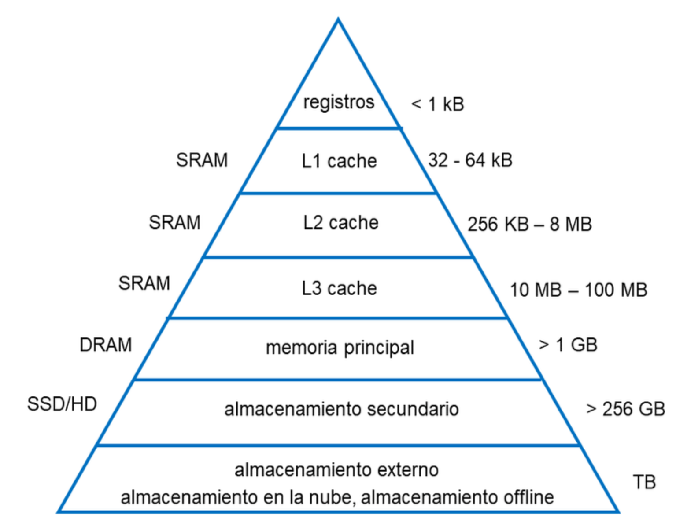 registros < 1 kB
SRAM L1 cache 32 - 64 kB
SRAM L2 cache 256 KB – 8 MB
SRAM L3 cache 10 MB – 100 MB
DRAM memoria principal > 1 GB
SSD/HD almacenamiento secundario > 256 GB
almacenamiento externo
almacenamiento en la nube, almacenamiento offline TB